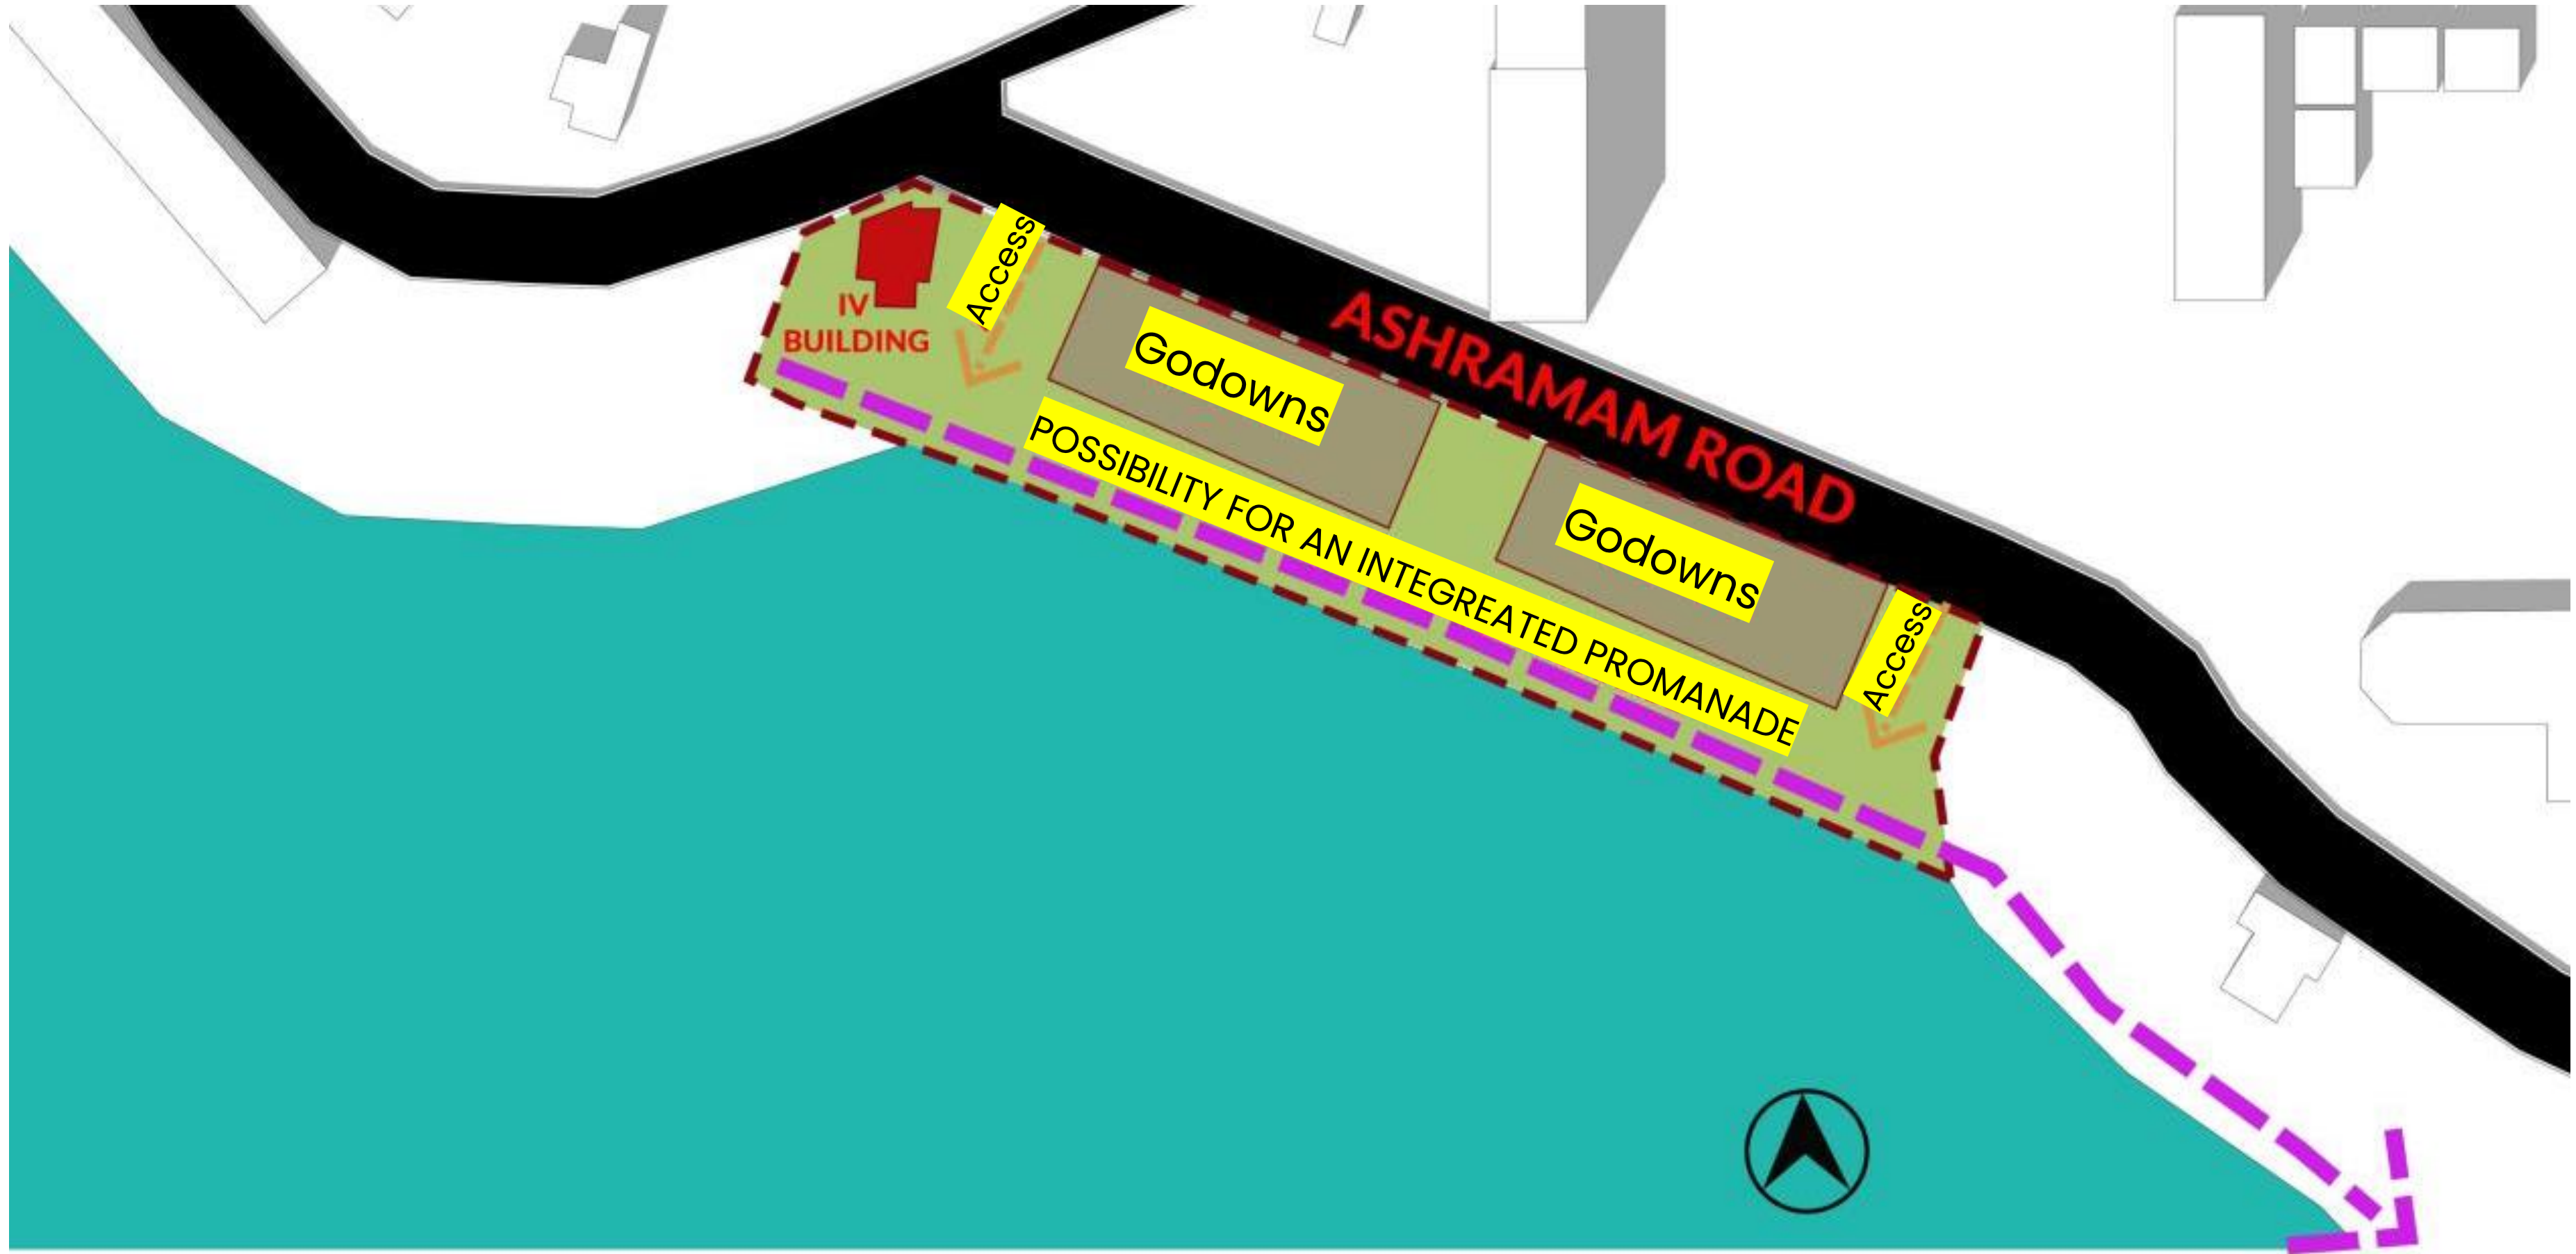 Access
IV
BUILDING
Godowns
ASHRAMAM ROAD
POSSIBILITY FOR AN INTEGREATED PROMANADE
Godowns
Access